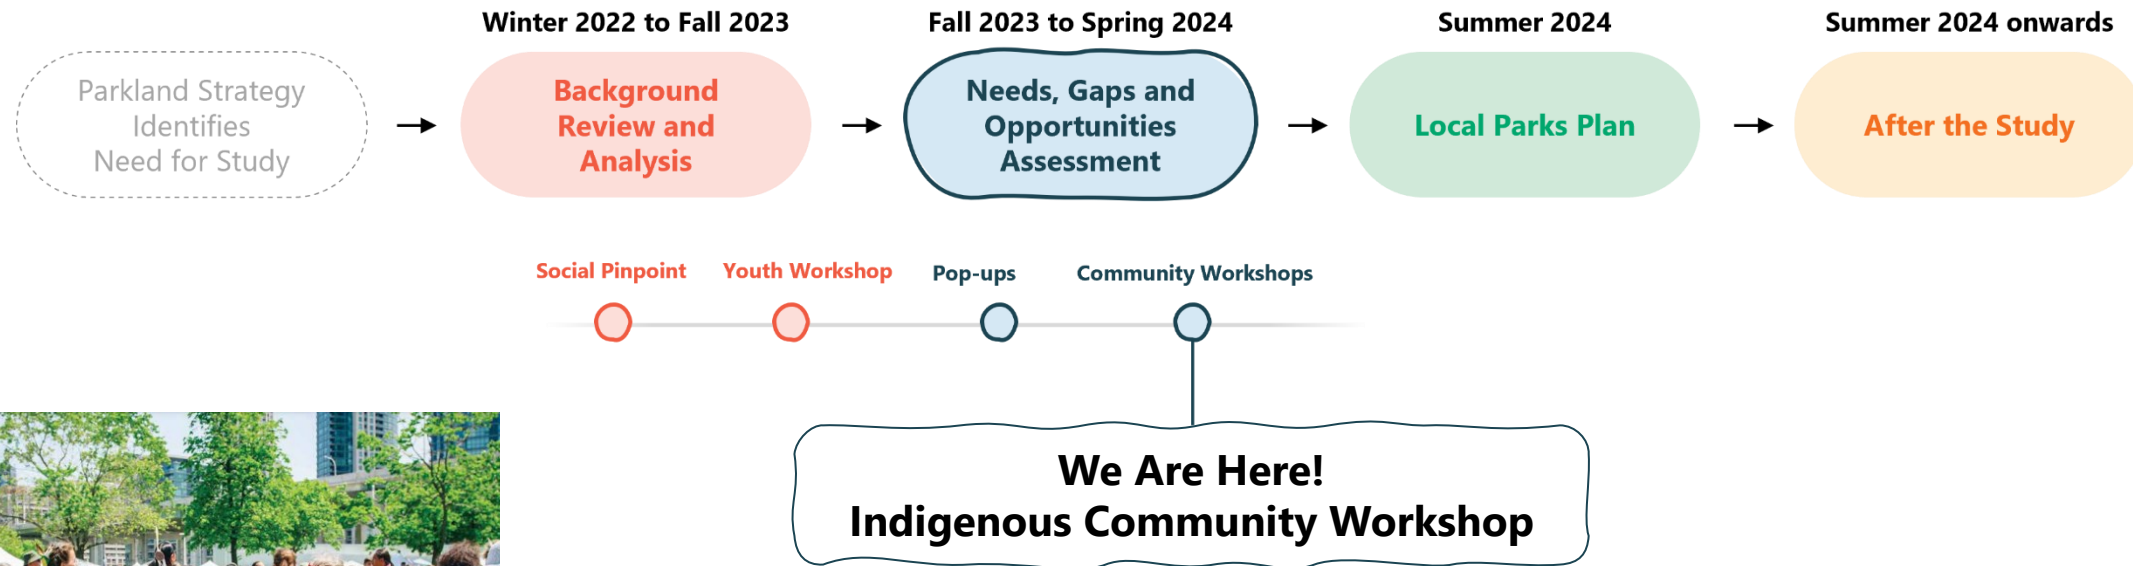 Winter 2022 to Fall 2023
Fall 2023 to Spring 2024
Summer 2024
Summer 2024 onwards
Parkland Strategy
Identifies
Need for Study
Background
Review and
Analysis
Needs, Gaps and
Opportunities
Assessment
Local Parks Plan
After the Study
Social Pinpoint
Youth Workshop
Pop-ups
Community Workshops
We Are Here!
Indigenous Community Workshop